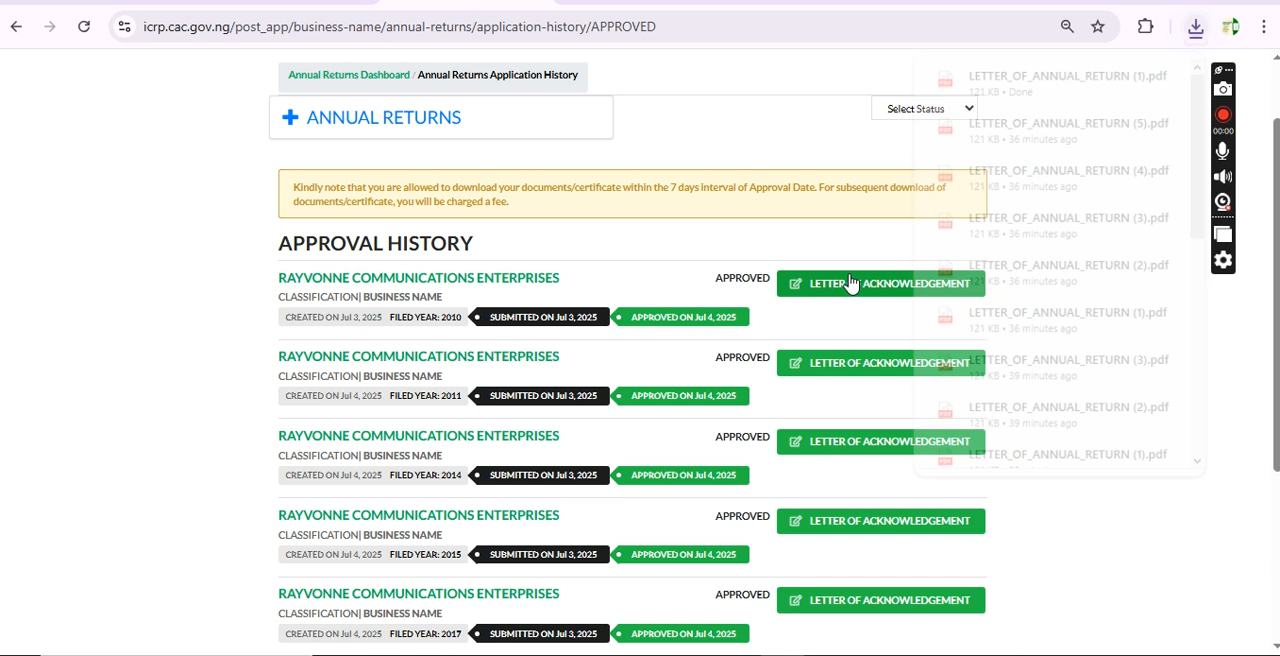 icrp.cac.gov.ng/post_app/business-name/annual-returns/application-history/APPROVED
Annual Returns Dashboard / Annual Returns Application History
+ ANNUAL RETURNS
Select Status
Kindly note that you are allowed to download your documents/certificate within the 7 days interval of Approval Date. For subsequent download of
documents/certificate, you will be charged a fee.
APPROVAL HISTORY
RAYVONNE COMMUNICATIONS ENTERPRISES
APPROVED
LETTER OF ACKNOWLEDGEMENT
CLASSIFICATION| BUSINESS NAME
CREATED ON Jul 3, 2025 FILED YEAR: 2010 SUBMITTED ON Jul 3, 2025 APPROVED ON Jul 4, 2025
RAYVONNE COMMUNICATIONS ENTERPRISES
APPROVED
LETTER OF ACKNOWLEDGEMENT
CLASSIFICATION| BUSINESS NAME
CREATED ON Jul 4, 2025 FILED YEAR: 2011 SUBMITTED ON Jul 3, 2025 APPROVED ON Jul 4, 2025
RAYVONNE COMMUNICATIONS ENTERPRISES
APPROVED
LETTER OF ACKNOWLEDGEMENT
CLASSIFICATION| BUSINESS NAME
CREATED ON Jul 4, 2025 FILED YEAR: 2014 SUBMITTED ON Jul 3, 2025 APPROVED ON Jul 4, 2025
RAYVONNE COMMUNICATIONS ENTERPRISES
APPROVED
LETTER OF ACKNOWLEDGEMENT
CLASSIFICATION| BUSINESS NAME
CREATED ON Jul 4, 2025 FILED YEAR: 2015 SUBMITTED ON Jul 3, 2025 APPROVED ON Jul 4, 2025
RAYVONNE COMMUNICATIONS ENTERPRISES
APPROVED
LETTER OF ACKNOWLEDGEMENT
CLASSIFICATION| BUSINESS NAME
CREATED ON Jul 4, 2025 FILED YEAR: 2017 SUBMITTED ON Jul 3, 2025 APPROVED ON Jul 4, 2025
LETTER_OF_ANNUAL_RETURN (1).pdf
121 KB • Done
LETTER_OF_ANNUAL_RETURN (5).pdf
121 KB • 36 minutes ago
LETTER_OF_ANNUAL_RETURN (4).pdf
121 KB • 36 minutes ago
LETTER_OF_ANNUAL_RETURN (3).pdf
121 KB • 36 minutes ago
LETTER_OF_ANNUAL_RETURN (2).pdf
121 KB • 36 minutes ago
LETTER_OF_ANNUAL_RETURN (1).pdf
121 KB • 36 minutes ago
LETTER_OF_ANNUAL_RETURN (3).pdf
121 KB • 39 minutes ago
LETTER_OF_ANNUAL_RETURN (2).pdf
121 KB • 39 minutes ago
LETTER_OF_ANNUAL_RETURN (1).pdf
00:00